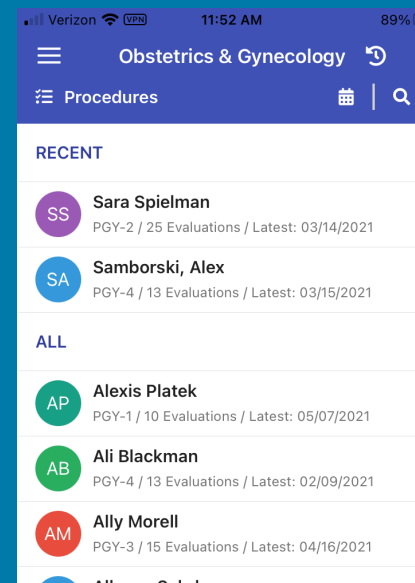 Verizon VPN 11:52 AM 89%
Obstetrics & Gynecology
Procedures
RECENT
SS Sara Spielman
PGY-2 / 25 Evaluations / Latest: 03/14/2021
SA Samborski, Alex
PGY-4 / 13 Evaluations / Latest: 03/15/2021
ALL
AP Alexis Platek
PGY-1 / 10 Evaluations / Latest: 05/07/2021
AB Ali Blackman
PGY-4 / 13 Evaluations / Latest: 02/09/2021
AM Ally Morell
PGY-3 / 15 Evaluations / Latest: 04/16/2021